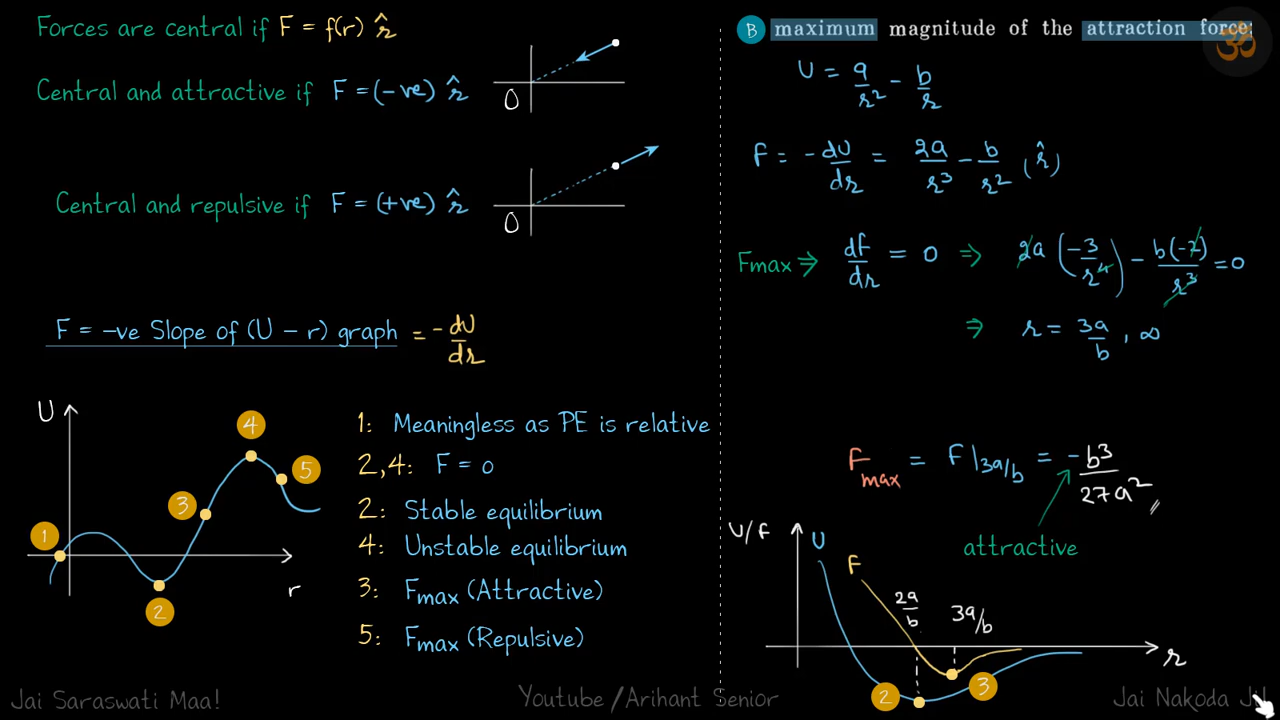 Forces are central if F = f(r) r̂
Central and attractive if F = (-ve) r̂
O
Central and repulsive if F = (+ve) r̂
O
F = -ve Slope of (U - r) graph = -dU/dr
U
4
5
3
1
2
r
1: Meaningless as PE is relative
2,4: F = 0
2: Stable equilibrium
4: Unstable equilibrium
3: Fmax (Attractive)
5: Fmax (Repulsive)
B maximum magnitude of the attraction force:
ॐ
U = a/r² - b/r
F = -dU/dr = 2a/r³ - b/r² (r̂)
Fmax ⇒ df/dr = 0 ⇒ 2a (-3/r⁴) - b(-2)/r³ = 0
⇒ r = 3a/b, ∞
Fmax = F|3a/b = -b³/27a²
attractive
U/F
U
F
2a/b
3a/b
r
2
3
Jai Saraswati Maa!
Youtube /Arihant Senior
Jai Nakoda Ji!